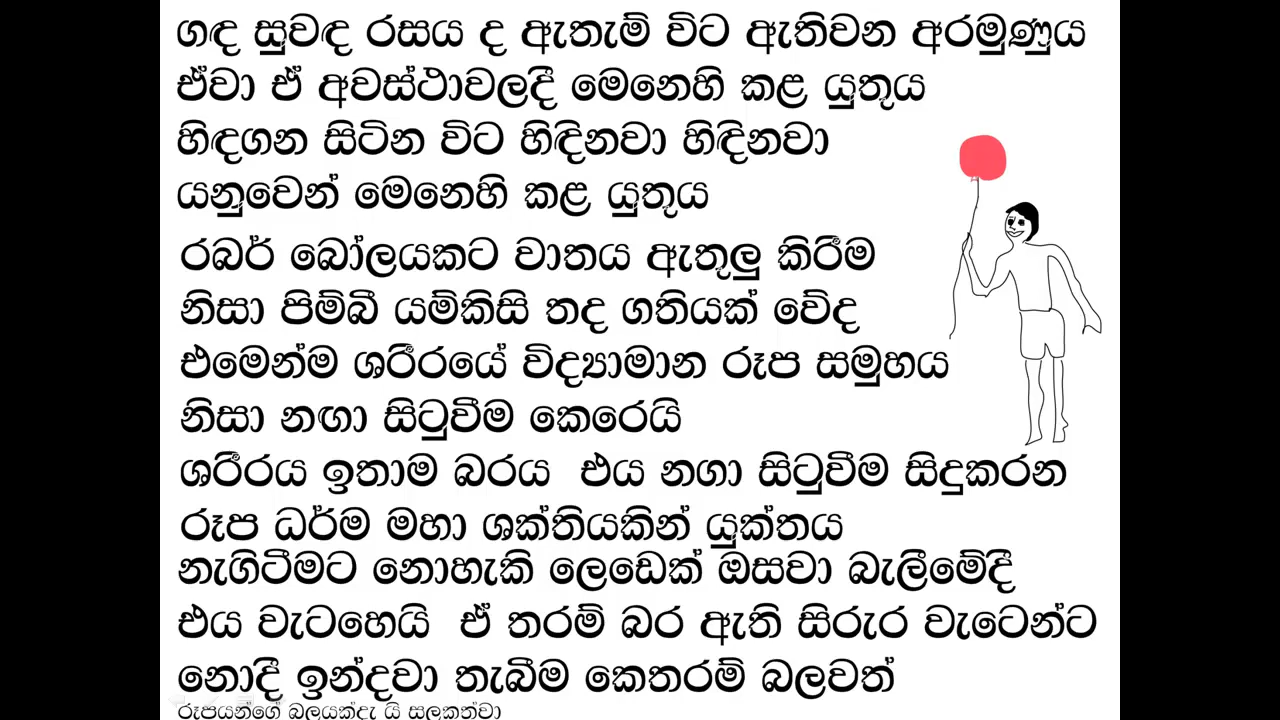 ගඳ සුවඳ රසය ද ඇතැම් විට ඇතිවන අරමුණුය
ඒවා ඒ අවස්ථාවලදී මෙනෙහි කළ යුතුය
හිඳගන සිටින විට හිඳිනවා හිඳිනවා
යනුවෙන් මෙනෙහි කළ යුතුය
රබර් බෝලයකට වාතය ඇතුලු කිරීම
නිසා පිම්බී යම්කිසි තද ගතියක් වේද
එමෙන්ම ශරීරයේ විද්‍යාමාන රූප සමුහය
නිසා නඟා සිටුවීම කෙරෙයි
ශරීරය ඉතාම බරය එය නගා සිටුවීම සිදුකරන
රූප ධර්ම මහා ශක්තියකින් යුක්තය
නැගිටීමට නොහැකි ලෙඩෙක් ඔසවා බැලීමේදී
එය වැටහෙයි ඒ තරම් බර ඇති සිරුර වැටෙන්ට
නොදී ඉන්දවා තැබීම කෙතරම් බලවත්
රූපයන්ගේ බලයක්දැ යි සලකත්වා